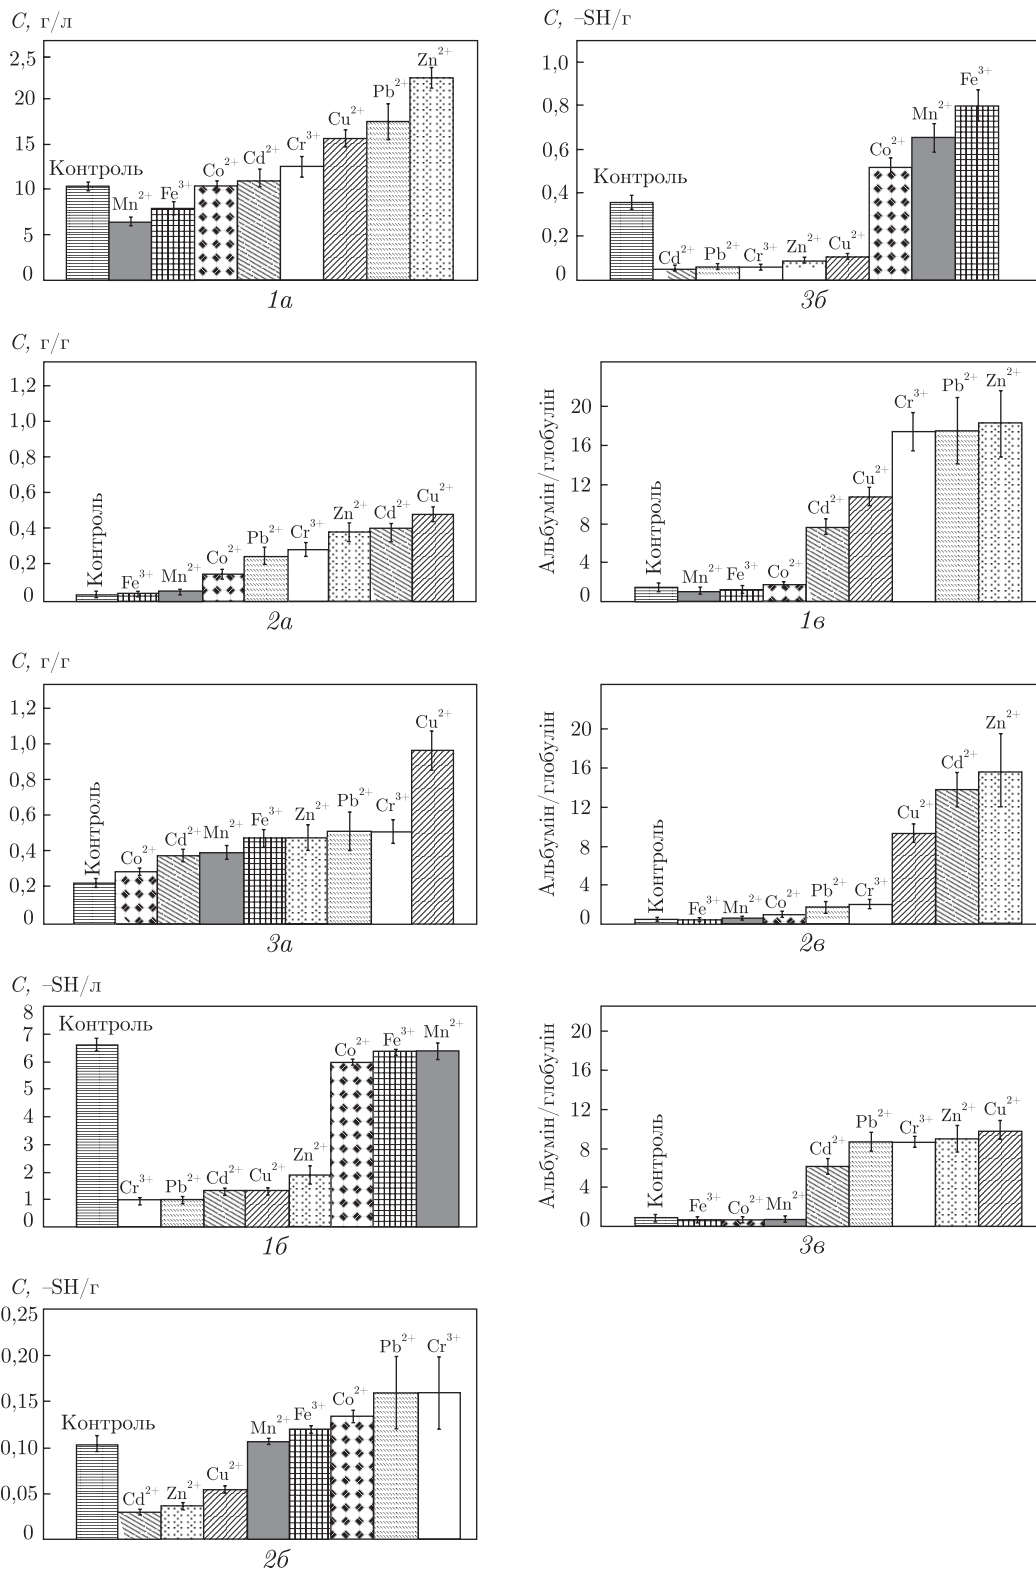 C, г/л
2,5
20
15
10
5
0
Контроль
Mn2+
Fe3+
Co2+
Cd2+
Cr3+
Cu2+
Pb2+
Zn2+
1а
C, –SH/г
1,0
0,8
0,6
0,4
0,2
0
Контроль
Cd2+
Pb2+
Cr3+
Zn2+
Cu2+
Co2+
Mn2+
Fe3+
3б
C, г/г
1,2
1,0
0,8
0,6
0,4
0,2
0
Контроль
Fe3+
Mn2+
Co2+
Pb2+
Cr3+
Zn2+
Cd2+
Cu2+
2а
Альбумін/глобулін
20
16
12
8
4
0
Контроль
Mn2+
Fe3+
Co2+
Cd2+
Cu2+
Cr3+
Pb2+
Zn2+
1в
C, г/г
1,2
1,0
0,8
0,6
0,4
0,2
0
Контроль
Co2+
Cd2+
Mn2+
Fe3+
Zn2+
Pb2+
Cr3+
Cu2+
3а
Альбумін/глобулін
20
16
12
8
4
0
Контроль
Fe3+
Mn2+
Co2+
Pb2+
Cr3+
Cu2+
Cd2+
Zn2+
2в
C, –SH/л
8
7
6
5
4
3
2
1
0
Контроль
Cr3+
Pb2+
Cd2+
Cu2+
Zn2+
Co2+
Fe3+
Mn2+
1б
Альбумін/глобулін
20
16
12
8
4
0
Контроль
Fe3+
Co2+
Mn2+
Cd2+
Pb2+
Cr3+
Zn2+
Cu2+
3в
C, –SH/г
0,25
0,20
0,15
0,10
0,05
0
Контроль
Cd2+
Zn2+
Cu2+
Mn2+
Fe3+
Co2+
Pb2+
Cr3+
2б